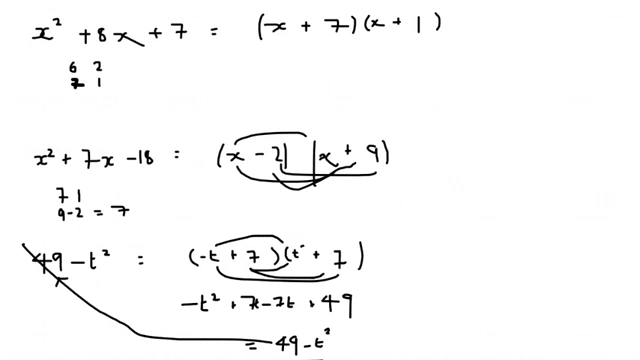 x² + 8x + 7 = (x + 7)(x + 1)
6 2
7 1
x² + 7x - 18 = (x - 2)(x + 9)
7 1
9 - 2 = 7
49 - t² = (-t + 7)(t + 7)
-t² + 7t - 7t + 49
= 49 - t²